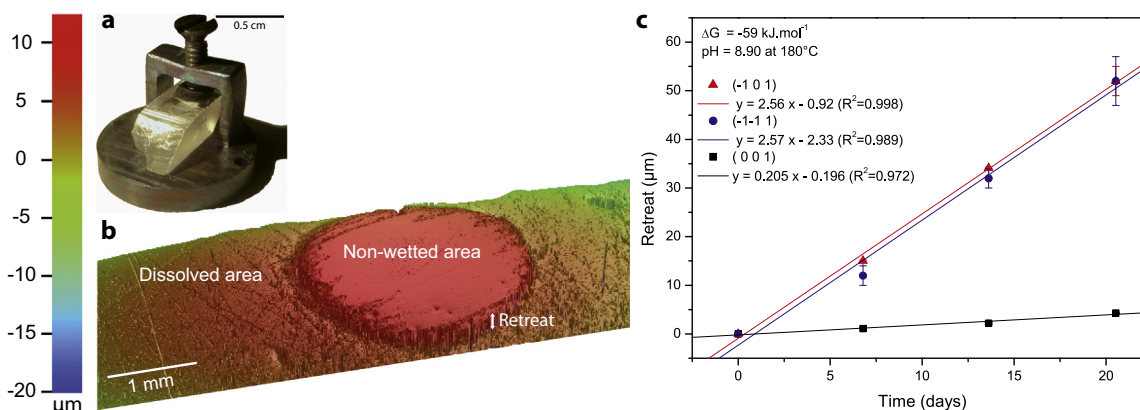 10
5
0
-5
-10
-15
-20
µm
a
0.5 cm
b
Dissolved area
Non-wetted area
Retreat
1 mm
c
ΔG = -59 kJ.mol⁻¹
pH = 8.90 at 180°C
(-1 0 1)
y = 2.56 x - 0.92 (R²=0.998)
(-1-1 1)
y = 2.57 x - 2.33 (R²=0.989)
(0 0 1)
y = 0.205 x - 0.196 (R²=0.972)
Retreat (µm)
60
50
40
30
20
10
0
0
5
10
15
20
Time (days)